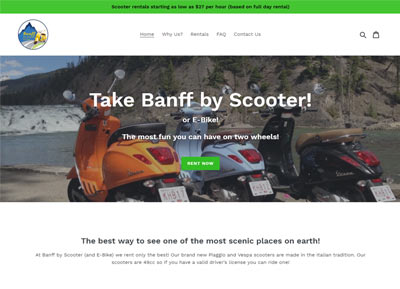 Scooter rentals starting as low as $27 per hour (based on full day rental)
Banff
Home Why Us? Rentals FAQ Contact Us
Take Banff by Scooter!
or E-Bike!
The most fun you can have on two wheels!
RENT NOW
Vespa
The best way to see one of the most scenic places on earth!
At Banff by Scooter (and E-Bike) we rent only the best! Our brand new Piaggio and Vespa scooters are made in the Italian tradition. Our
scooters are 49cc so if you have a valid driver's license you can ride one!